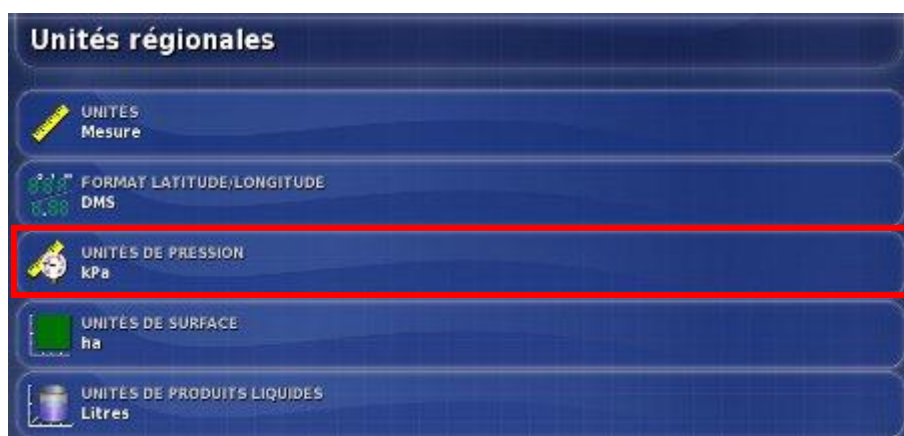 Unités régionales
UNITÉS
Mesure
FORMAT LATITUDE/LONGITUDE
DMS
UNITÉS DE PRESSION
kPa
UNITÉS DE SURFACE
ha
UNITÉS DE PRODUITS LIQUIDES
Litres